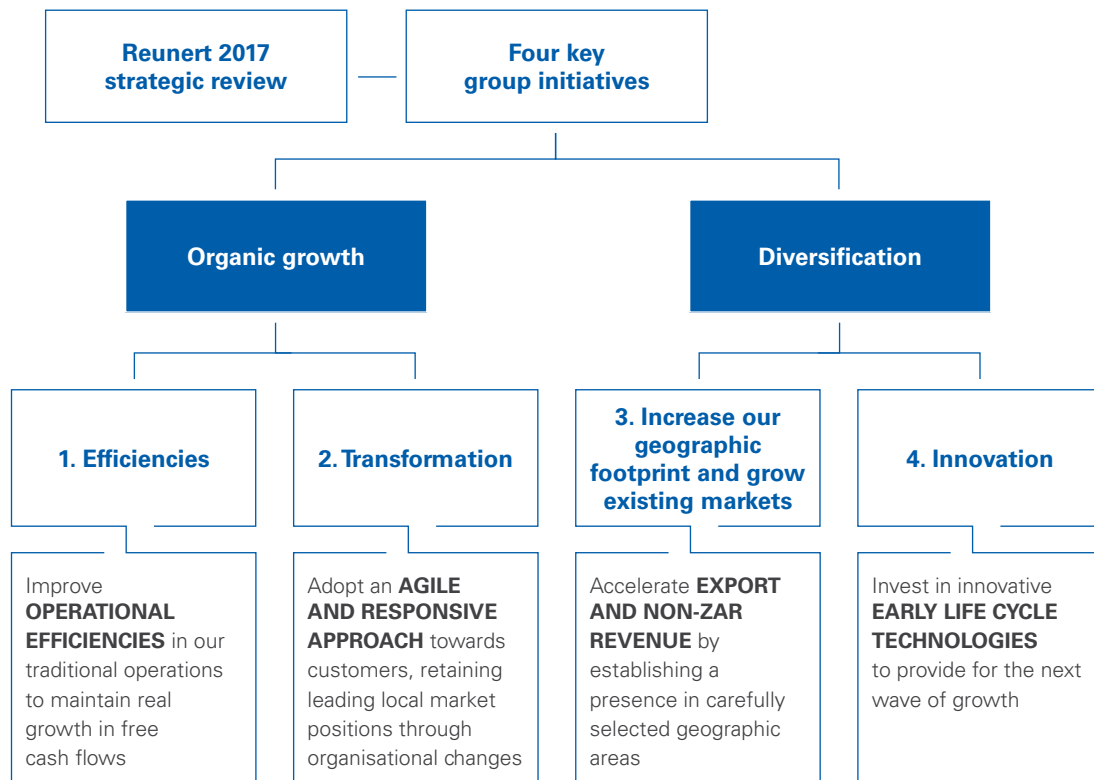 Reunert 2017
strategic review
Four key
group initiatives
Organic growth
Diversification
1. Efficiencies
2. Transformation
3. Increase our
geographic
footprint and grow
existing markets
4. Innovation
Improve
OPERATIONAL
EFFICIENCIES in our
traditional operations
to maintain real
growth in free
cash flows
Adopt an AGILE
AND RESPONSIVE
APPROACH towards
customers, retaining
leading local market
positions through
organisational changes
Accelerate EXPORT
AND NON-ZAR
REVENUE by
establishing a
presence in carefully
selected geographic
areas
Invest in innovative
EARLY LIFE CYCLE
TECHNOLOGIES
to provide for the next
wave of growth